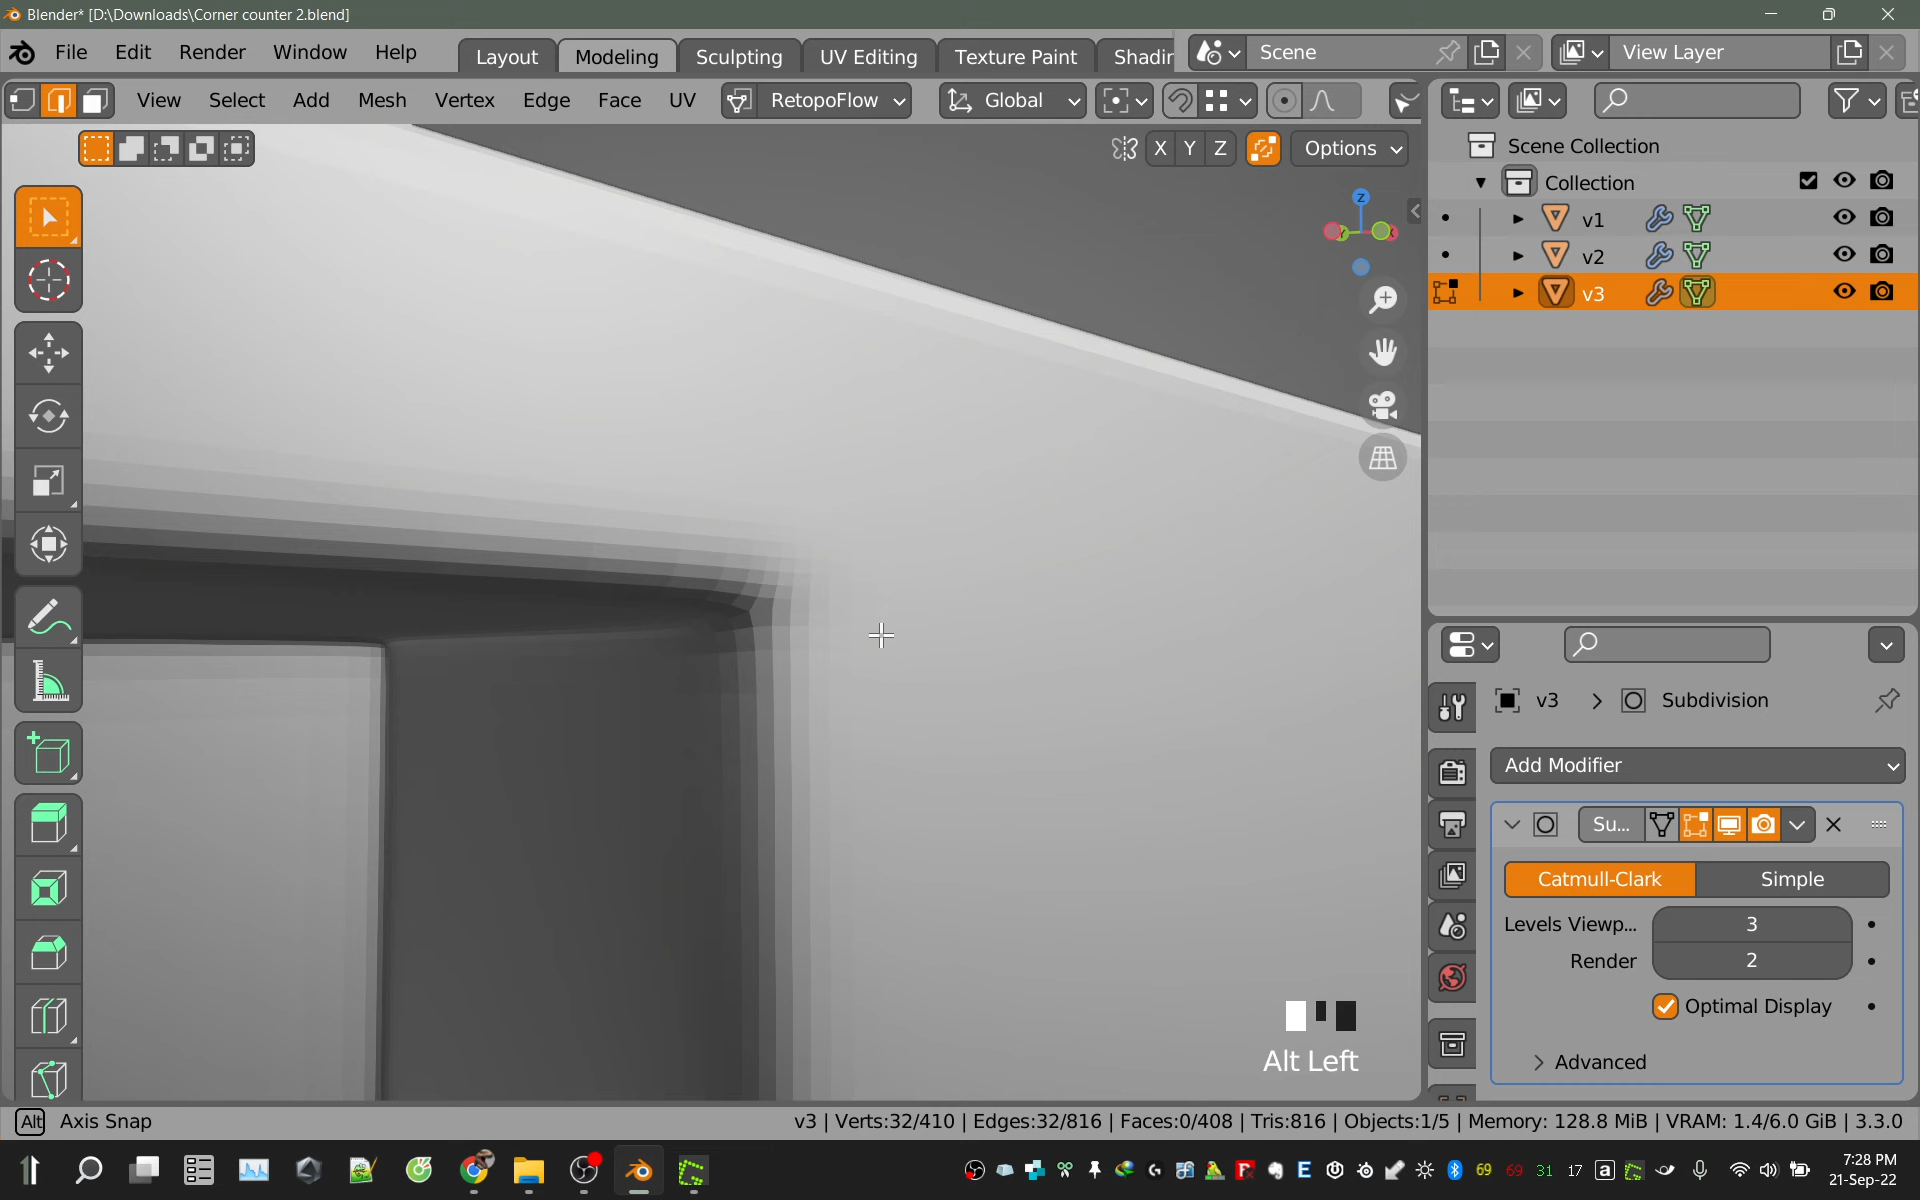 Blender* [D:\Downloads\Corner counter 2.blend]
File Edit Render Window Help
Layout Modeling Sculpting UV Editing Texture Paint Shadir
Scene
View Layer
View Select Add Mesh Vertex Edge Face UV
RetopoFlow
Global
X Y Z
Options
Z
Scene Collection
Collection
v1
v2
v3
v3 > Subdivision
Add Modifier
Su...
Catmull-Clark Simple
Levels Viewp... 3
Render 2
Optimal Display
Advanced
Alt Left
Alt Axis Snap
v3 | Verts:32/410 | Edges:32/816 | Faces:0/408 | Tris:816 | Objects:1/5 | Memory: 128.8 MiB | VRAM: 1.4/6.0 GiB | 3.3.0
69 69 31 17
7:28 PM
21-Sep-22